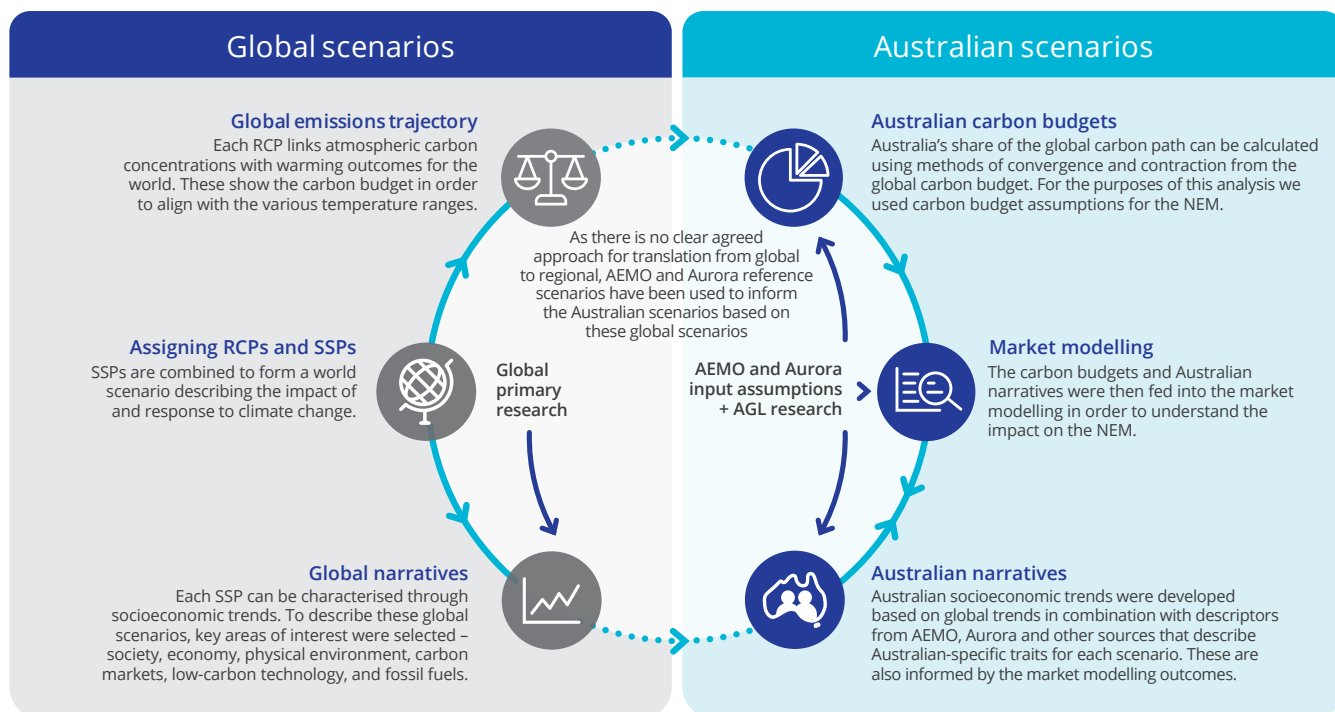 Global scenarios
Global emissions trajectory
Each RCP links atmospheric carbon
concentrations with warming outcomes for the
world. These show the carbon budget in order
to align with the various temperature ranges.
Assigning RCPs and SSPs
SSPs are combined to form a world
scenario describing the impact of
and response to climate change.
Global
primary
research
Global narratives
Each SSP can be characterised through
socioeconomic trends. To describe these global
scenarios, key areas of interest were selected –
society, economy, physical environment, carbon
markets, low-carbon technology, and fossil fuels.
As there is no clear agreed
approach for translation from global
to regional, AEMO and Aurora reference
scenarios have been used to inform
the Australian scenarios based on
these global scenarios
Australian scenarios
Australian carbon budgets
Australia’s share of the global carbon path can be calculated
using methods of convergence and contraction from the
global carbon budget. For the purposes of this analysis we
used carbon budget assumptions for the NEM.
AEMO and Aurora
input assumptions
+ AGL research
Market modelling
The carbon budgets and Australian
narratives were then fed into the market
modelling in order to understand the
impact on the NEM.
Australian narratives
Australian socioeconomic trends were developed
based on global trends in combination with descriptors
from AEMO, Aurora and other sources that describe
Australian-specific traits for each scenario. These are
also informed by the market modelling outcomes.